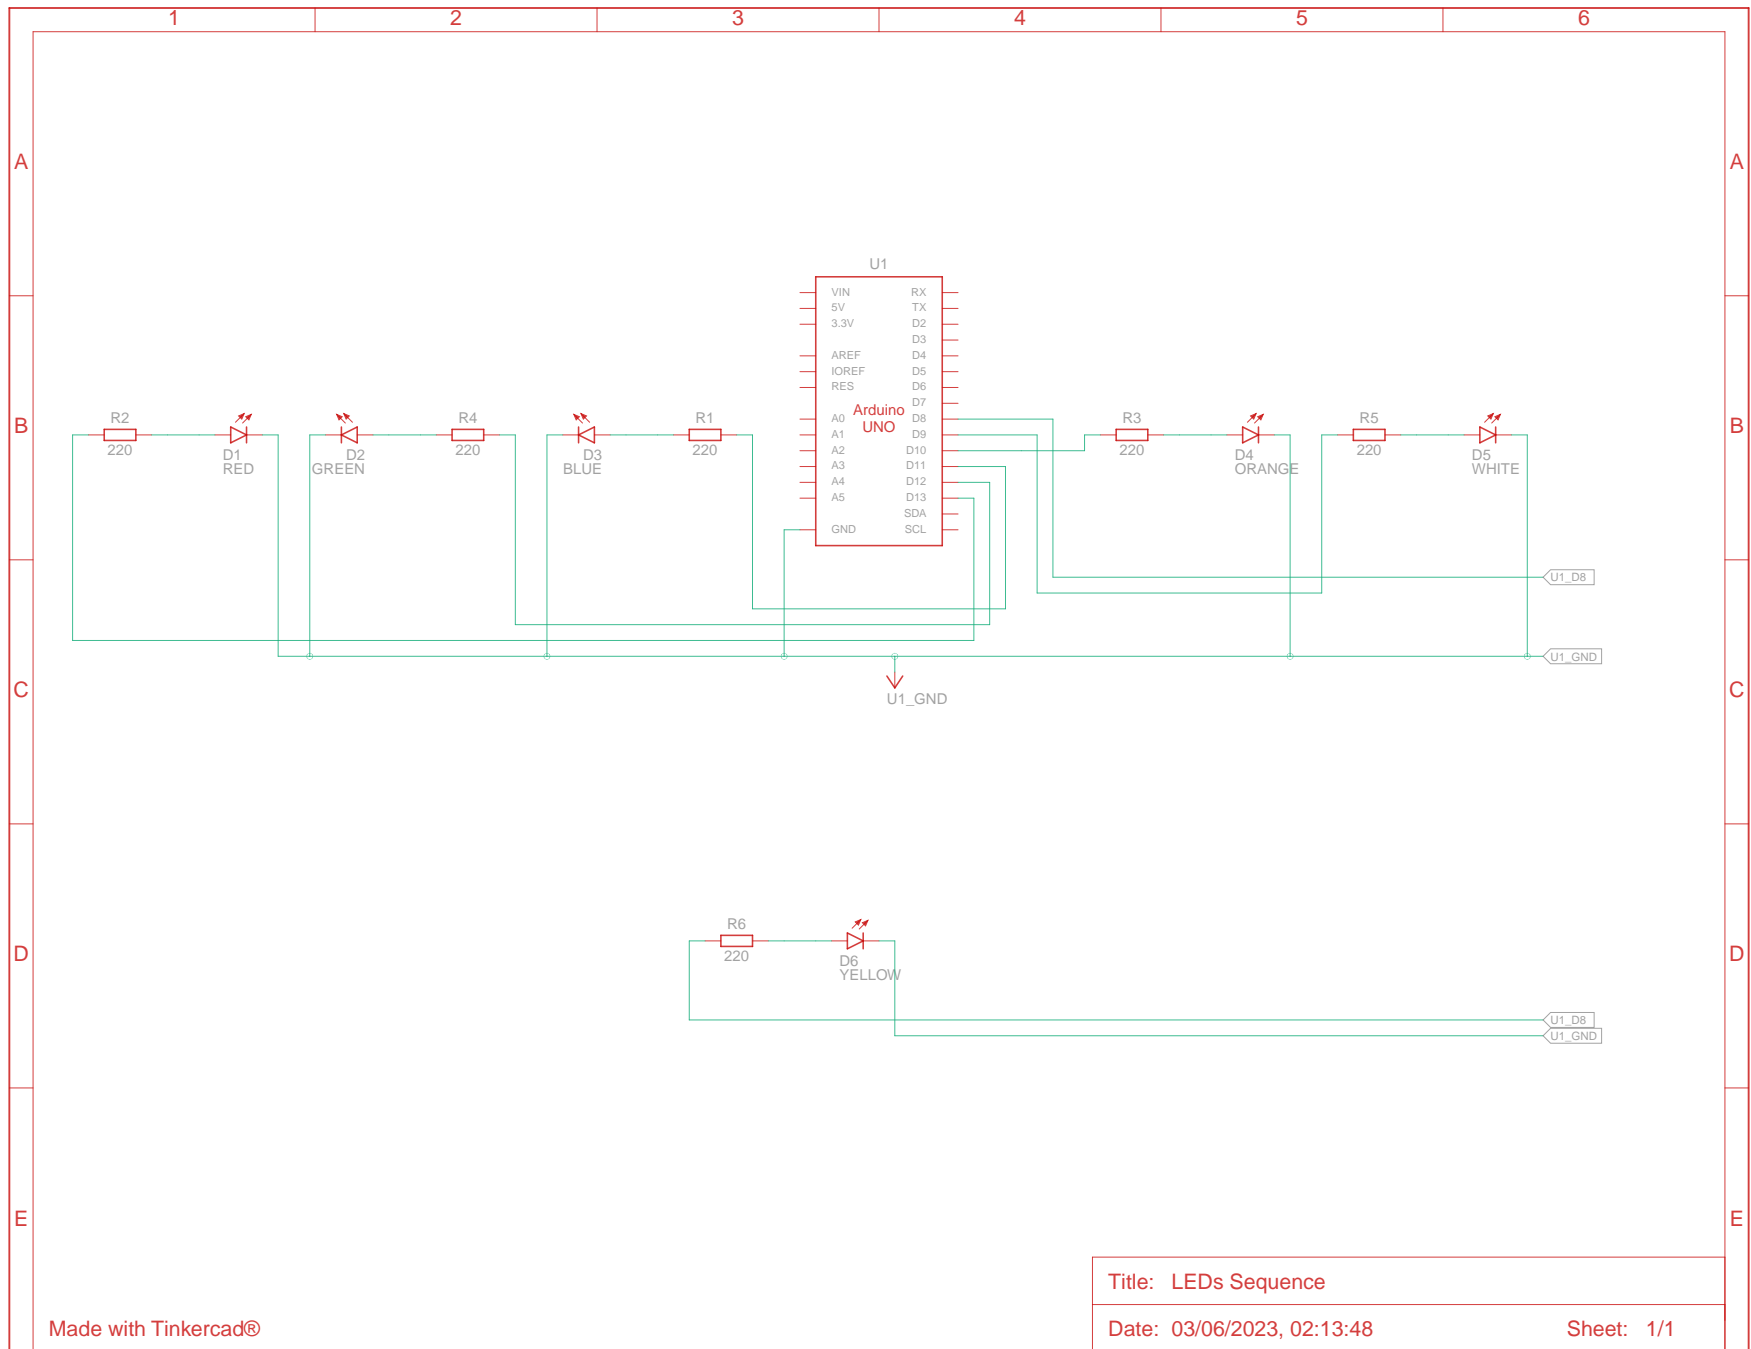 1 2 3 4 5 6
A A
U1
VIN RX
5V TX
3.3V D2
D3
AREF D4
IOREF D5
RES D6
D7
A0 D8
A1 D9
A2 D10
A3 D11
A4 D12
A5 D13
SDA
GND SCL
Arduino
UNO
B B
R2
220
D1
RED
D2
GREEN
R4
220
D3
BLUE
R1
220
R3
220
D4
ORANGE
R5
220
D5
WHITE
U1_D8
U1_GND
C C
U1_GND
D D
R6
220
D6
YELLOW
U1_D8
U1_GND
E E
Title: LEDs Sequence
Made with Tinkercad®
Date: 03/06/2023, 02:13:48 Sheet: 1/1